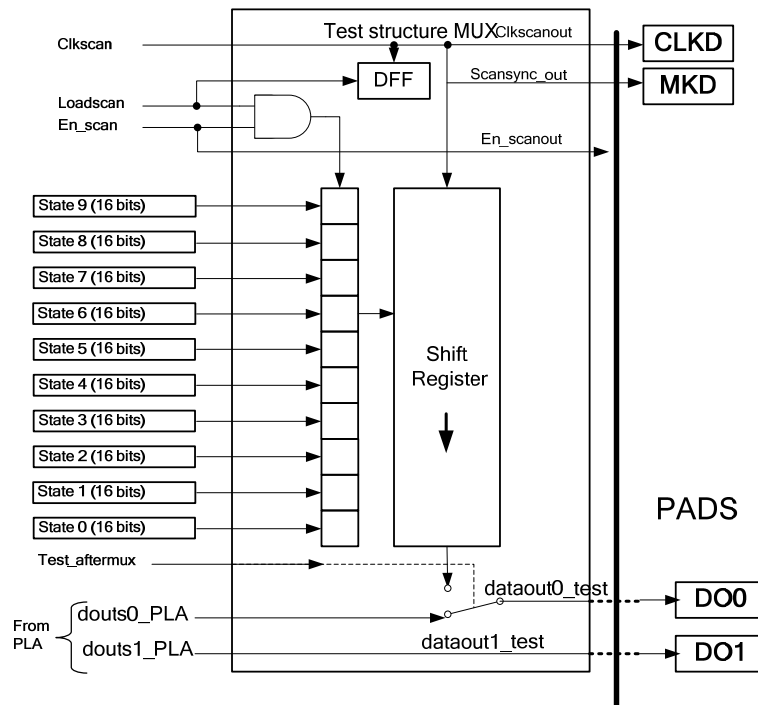 Test structure MUX
Clkscanout
Clkscan
CLKD
DFF
Scansync_out
MKD
Loadscan
En_scan
En_scanout
State 9 (16 bits)
State 8 (16 bits)
State 7 (16 bits)
State 6 (16 bits)
State 5 (16 bits)
State 4 (16 bits)
State 3 (16 bits)
State 2 (16 bits)
State 1 (16 bits)
State 0 (16 bits)
Shift
Register
PADS
Test_aftermux
dataout0_test
DO0
douts0_PLA
From
PLA
douts1_PLA
dataout1_test
DO1